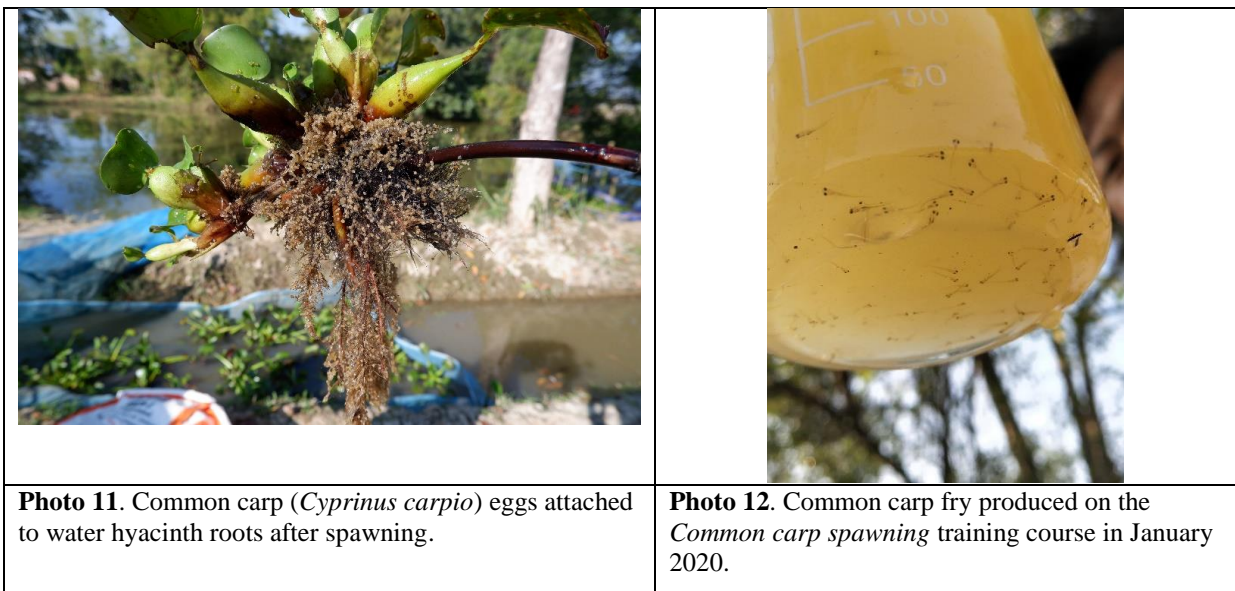 100
80
Photo 11. Common carp (Cyprinus carpio) eggs attached
to water hyacinth roots after spawning.
Photo 12. Common carp fry produced on the
Common carp spawning training course in January
2020.